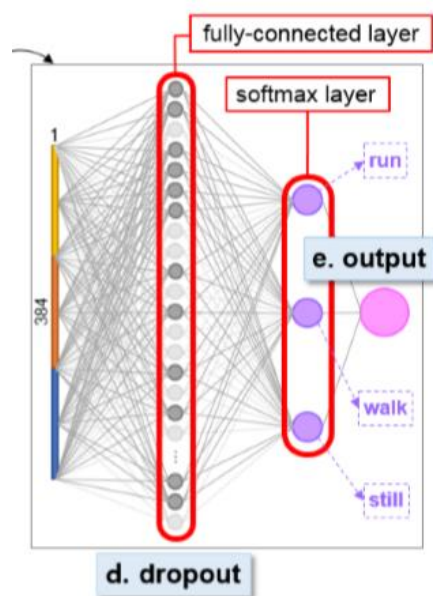 fully-connected layer
softmax layer
1
run
e. output
384
walk
...
still
d. dropout